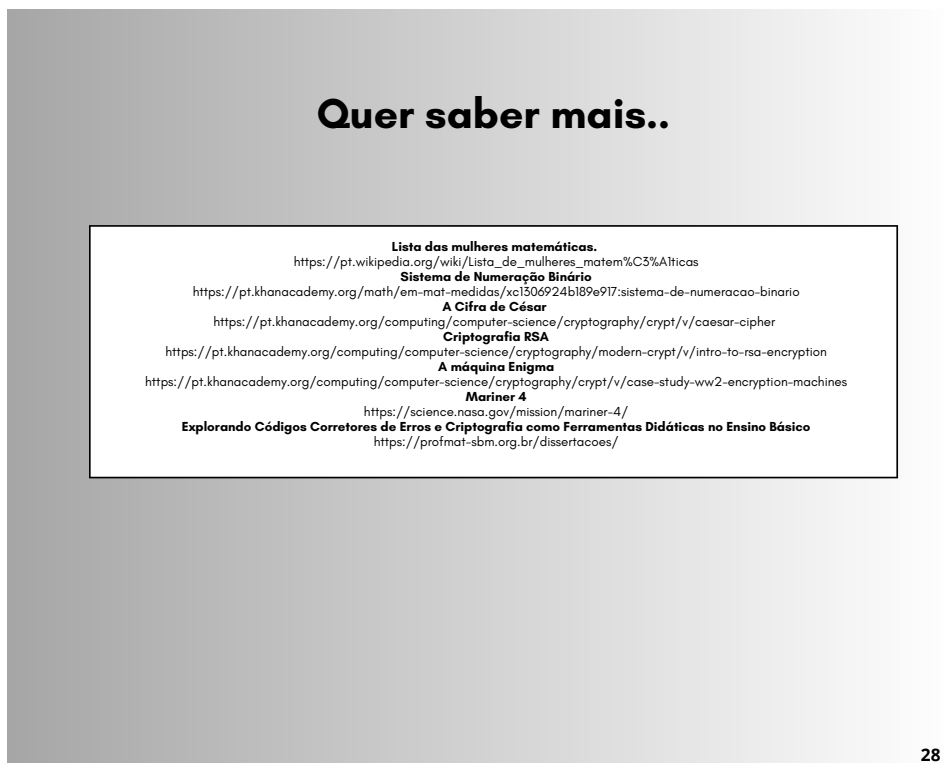 Quer saber mais..
Lista das mulheres matemáticas.
https://pt.wikipedia.org/wiki/Lista_de_mulheres_matem%C3%A1ticas
Sistema de Numeração Binário
https://pt.khanacademy.org/math/em-mat-medidas/xc1306924b189e917:sistema-de-numeracao-binario
A Cifra de César
https://pt.khanacademy.org/computing/computer-science/cryptography/crypt/v/caesar-cipher
Criptografia RSA
https://pt.khanacademy.org/computing/computer-science/cryptography/modern-crypt/v/intro-to-rsa-encryption
A máquina Enigma
https://pt.khanacademy.org/computing/computer-science/cryptography/crypt/v/case-study-ww2-encryption-machines
Mariner 4
https://science.nasa.gov/mission/mariner-4/
Explorando Códigos Corretores de Erros e Criptografia como Ferramentas Didáticas no Ensino Básico
https://profmat-sbm.org.br/dissertacoes/
28